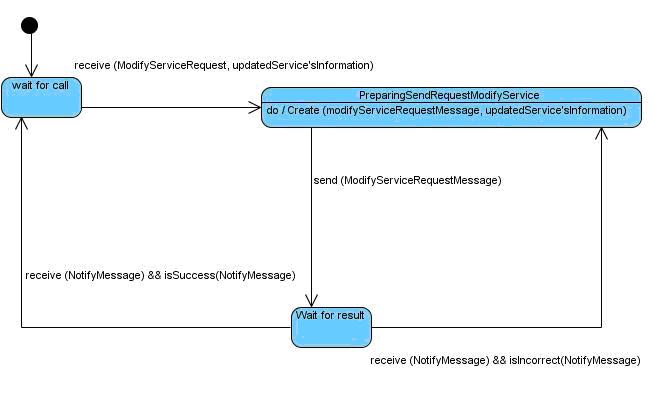 receive (ModifyServiceRequest, updatedService'sInformation)
wait for call
PreparingSendRequestModifyService
do / Create (modifyServiceRequestMessage, updatedService'sInformation)
send (ModifyServiceRequestMessage)
receive (NotifyMessage) && isSuccess(NotifyMessage)
Wait for result
receive (NotifyMessage) && isIncorrect(NotifyMessage)